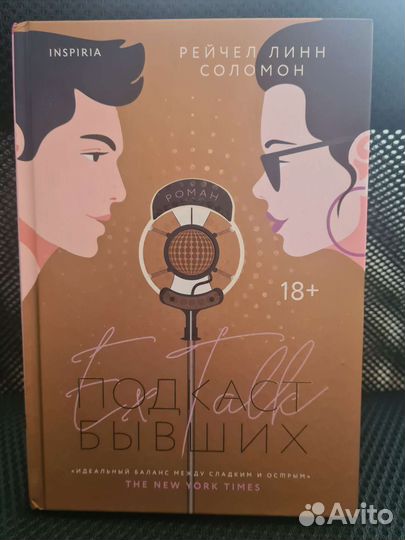 INSPIRIA
РЕЙЧЕЛ ЛИНН
СОЛОМОН
РОМАН
18+
Ex Talk
ПОДКАСТ
БЫВШИХ
«ИДЕАЛЬНЫЙ БАЛАНС МЕЖДУ СЛАДКИМ И ОСТРЫМ»
THE NEW YORK TIMES
Avito